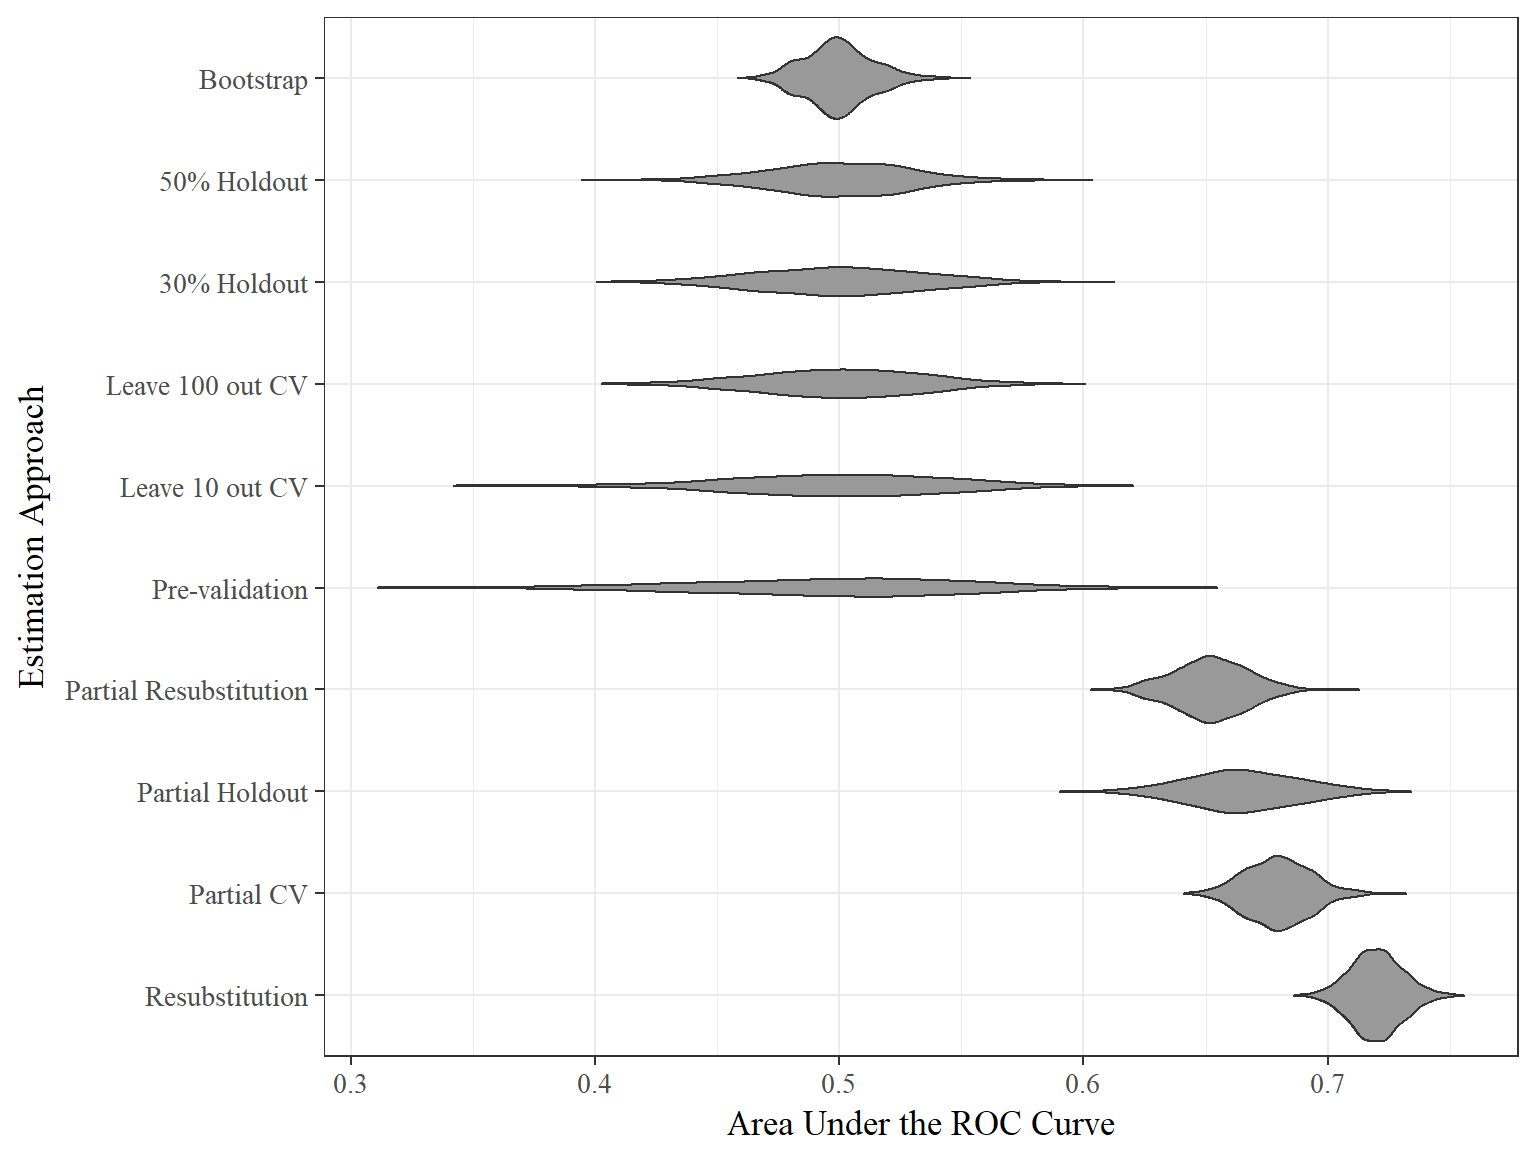 Estimation Approach
Bootstrap
50% Holdout
30% Holdout
Leave 100 out CV
Leave 10 out CV
Pre-validation
Partial Resubstitution
Partial Holdout
Partial CV
Resubstitution
0.3 0.4 0.5 0.6 0.7
Area Under the ROC Curve